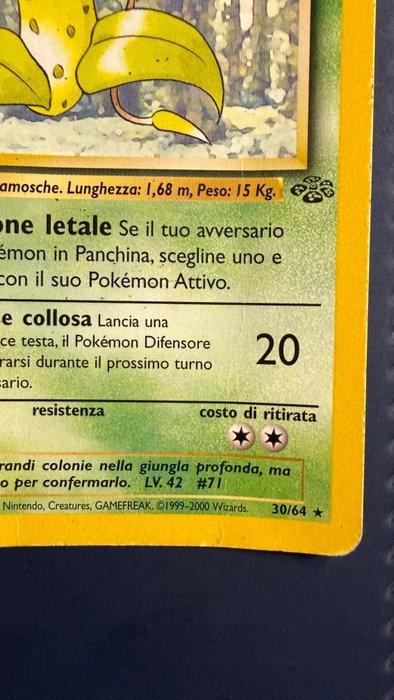 amosche. Lunghezza: 1,68 m, Peso: 15 Kg.
one letale Se il tuo avversario
émon in Panchina, scegline uno e
con il suo Pokémon Attivo.
e collosa Lancia una
ce testa, il Pokémon Difensore
rarsi durante il prossimo turno
sario.
20
resistenza costo di ritirata
randi colonie nella giungla profonda, ma
o per confermarlo. LV. 42 #71
Nintendo, Creatures, GAMEFREAK. ©1999-2000 Wizards. 30/64 ★